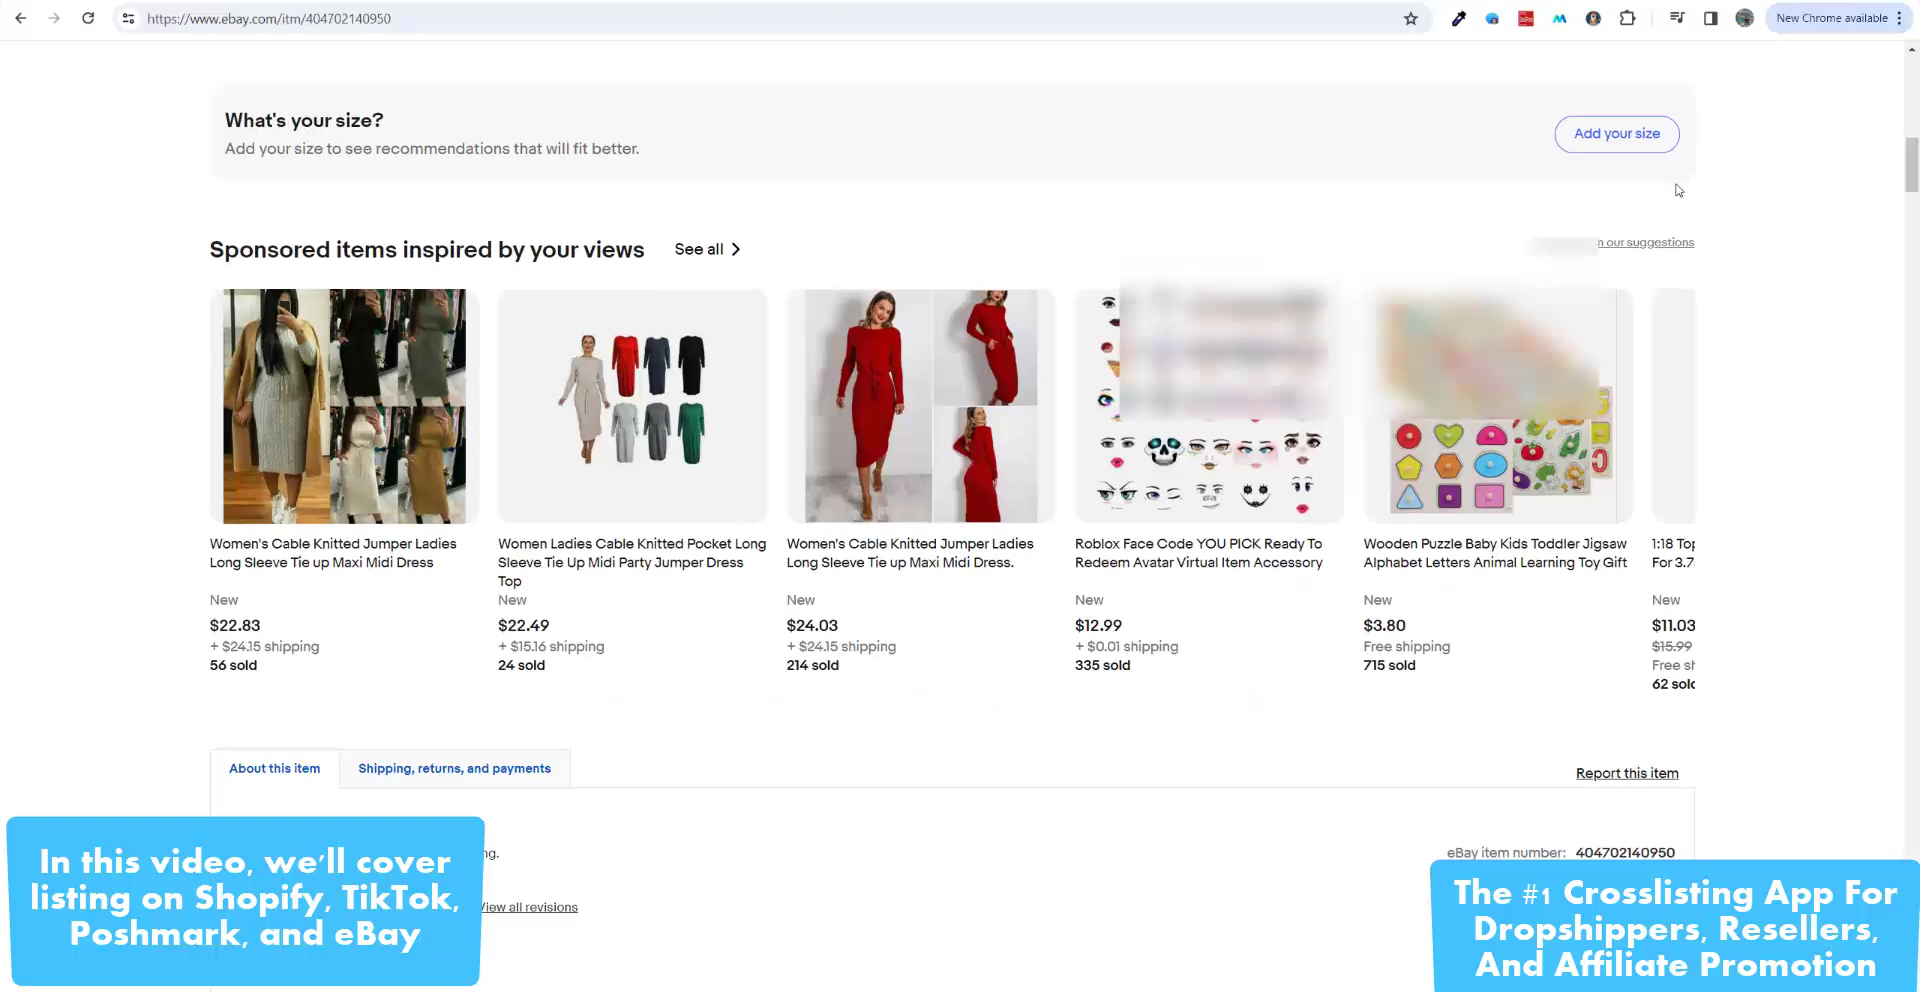 https://www.ebay.com/itm/404702140950
New Chrome available
What's your size?
Add your size to see recommendations that will fit better.
Add your size
Sponsored items inspired by your views
See all
n our suggestions
Women's Cable Knitted Jumper Ladies
Long Sleeve Tie up Maxi Midi Dress
New
$22.83
+ $24.15 shipping
56 sold
Women Ladies Cable Knitted Pocket Long
Sleeve Tie Up Midi Party Jumper Dress
Top
New
$22.49
+ $15.16 shipping
24 sold
Women's Cable Knitted Jumper Ladies
Long Sleeve Tie up Maxi Midi Dress.
New
$24.03
+ $24.15 shipping
214 sold
Roblox Face Code YOU PICK Ready To
Redeem Avatar Virtual Item Accessory
New
$12.99
+ $0.01 shipping
335 sold
Wooden Puzzle Baby Kids Toddler Jigsaw
Alphabet Letters Animal Learning Toy Gift
New
$3.80
Free shipping
715 sold
1:18 Top
For 3.7
New
$11.03
$15.99
Free sh
62 sold
About this item
Shipping, returns, and payments
Report this item
ng.
eBay item number: 404702140950
View all revisions
In this video, we'll cover
listing on Shopify, TikTok,
Poshmark, and eBay
The #1 Crosslisting App For
Dropshippers, Resellers,
And Affiliate Promotion